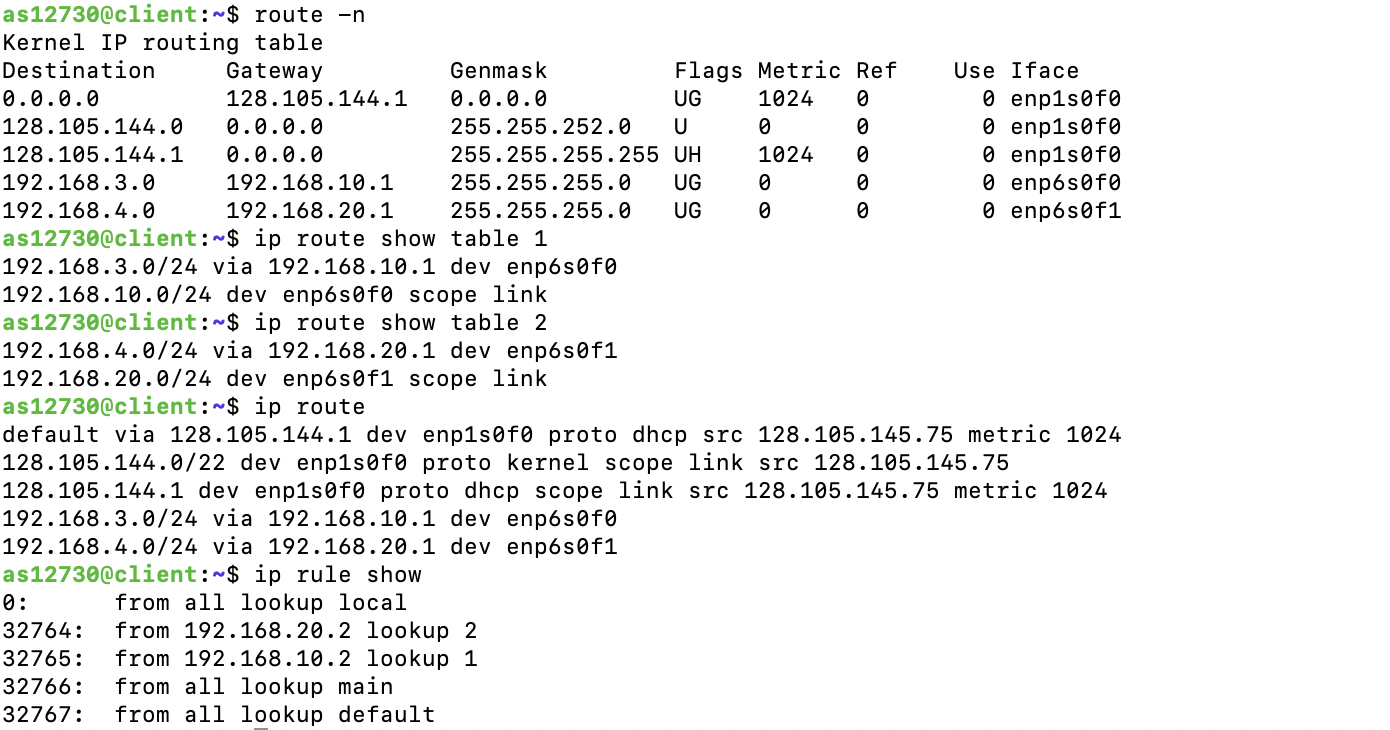 as12730@client:~$ route -n
Kernel IP routing table
Destination     Gateway         Genmask         Flags Metric Ref    Use Iface
0.0.0.0         128.105.144.1   0.0.0.0         UG    1024   0        0 enp1s0f0
128.105.144.0   0.0.0.0         255.255.252.0   U     0      0        0 enp1s0f0
128.105.144.1   0.0.0.0         255.255.255.255 UH    1024   0        0 enp1s0f0
192.168.3.0     192.168.10.1    255.255.255.0   UG    0      0        0 enp6s0f0
192.168.4.0     192.168.20.1    255.255.255.0   UG    0      0        0 enp6s0f1
as12730@client:~$ ip route show table 1
192.168.3.0/24 via 192.168.10.1 dev enp6s0f0
192.168.10.0/24 dev enp6s0f0 scope link
as12730@client:~$ ip route show table 2
192.168.4.0/24 via 192.168.20.1 dev enp6s0f1
192.168.20.0/24 dev enp6s0f1 scope link
as12730@client:~$ ip route
default via 128.105.144.1 dev enp1s0f0 proto dhcp src 128.105.145.75 metric 1024
128.105.144.0/22 dev enp1s0f0 proto kernel scope link src 128.105.145.75
128.105.144.1 dev enp1s0f0 proto dhcp scope link src 128.105.145.75 metric 1024
192.168.3.0/24 via 192.168.10.1 dev enp6s0f0
192.168.4.0/24 via 192.168.20.1 dev enp6s0f1
as12730@client:~$ ip rule show
0:      from all lookup local
32764:  from 192.168.20.2 lookup 2
32765:  from 192.168.10.2 lookup 1
32766:  from all lookup main
32767:  from all lookup default